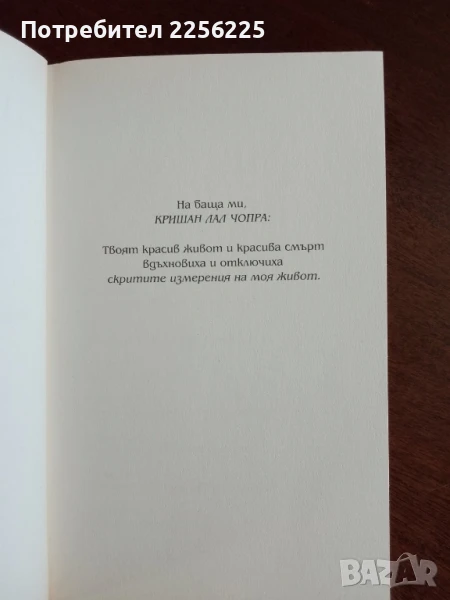 Потребител 2256225
На баща ми,
КРИШАН ЛАЛ ЧОПРА:
Твоят красив живот и красива смърт
вдъхновиха и отключиха
скритите измерения на моя живот.
bazar